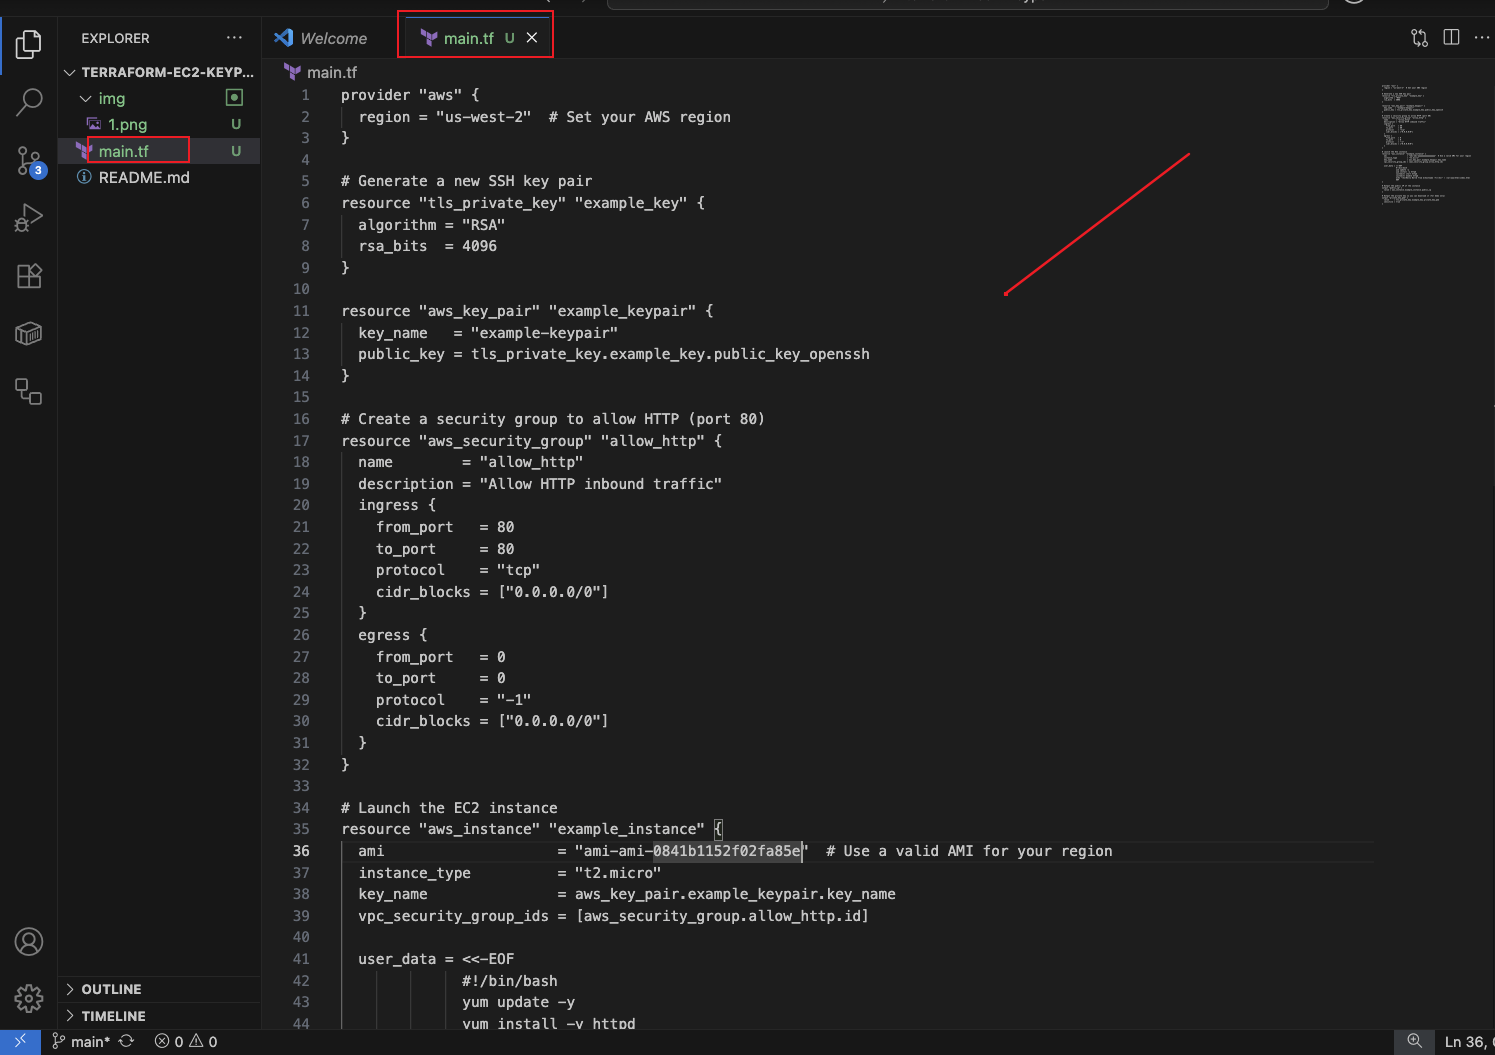 EXPLORER
Welcome
main.tf U
TERRAFORM-EC2-KEYP...
img
1.png U
main.tf U
README.md
main.tf
1 provider "aws" {
2 region = "us-west-2" # Set your AWS region
3 }
4
5 # Generate a new SSH key pair
6 resource "tls_private_key" "example_key" {
7 algorithm = "RSA"
8 rsa_bits = 4096
9 }
10
11 resource "aws_key_pair" "example_keypair" {
12 key_name = "example-keypair"
13 public_key = tls_private_key.example_key.public_key_openssh
14 }
15
16 # Create a security group to allow HTTP (port 80)
17 resource "aws_security_group" "allow_http" {
18 name = "allow_http"
19 description = "Allow HTTP inbound traffic"
20 ingress {
21 from_port = 80
22 to_port = 80
23 protocol = "tcp"
24 cidr_blocks = ["0.0.0.0/0"]
25 }
26 egress {
27 from_port = 0
28 to_port = 0
29 protocol = "-1"
30 cidr_blocks = ["0.0.0.0/0"]
31 }
32 }
33
34 # Launch the EC2 instance
35 resource "aws_instance" "example_instance" {
36 ami = "ami-ami-0841b1152f02fa85e" # Use a valid AMI for your region
37 instance_type = "t2.micro"
38 key_name = aws_key_pair.example_keypair.key_name
39 vpc_security_group_ids = [aws_security_group.allow_http.id]
40
41 user_data = <<-EOF
42 #!/bin/bash
43 yum update -y
44 yum install -y httpd
3
OUTLINE
TIMELINE
main* 0 0
Ln 36,